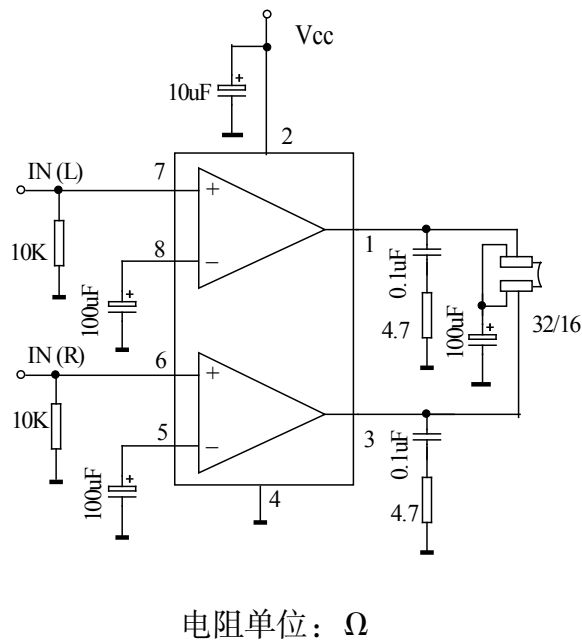 Vcc
10uF
+
2
IN (L)
7
+
10K
8
−
1
100uF
+
0.1uF
4.7
100uF
+
32/16
IN (R)
6
+
10K
5
−
3
100uF
+
0.1uF
4.7
4
电阻单位：Ω